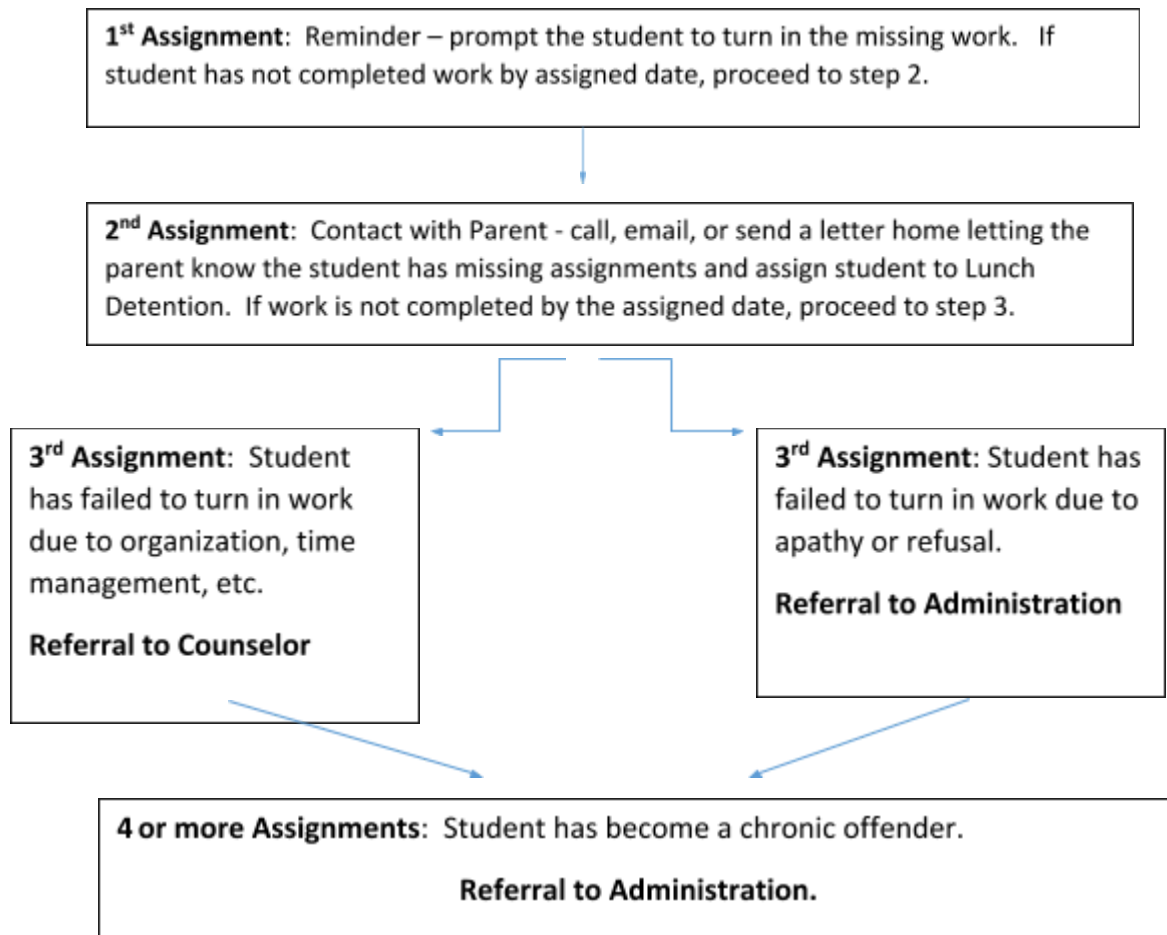 1st Assignment:  Reminder – prompt the student to turn in the missing work.   If
student has not completed work by assigned date, proceed to step 2.
2nd Assignment:  Contact with Parent - call, email, or send a letter home letting the
parent know the student has missing assignments and assign student to Lunch
Detention.  If work is not completed by the assigned date, proceed to step 3.
3rd Assignment:  Student
has failed to turn in work
due to organization, time
management, etc.
Referral to Counselor
3rd Assignment: Student has
failed to turn in work due to
apathy or refusal.
Referral to Administration
4 or more Assignments:  Student has become a chronic offender.
Referral to Administration.